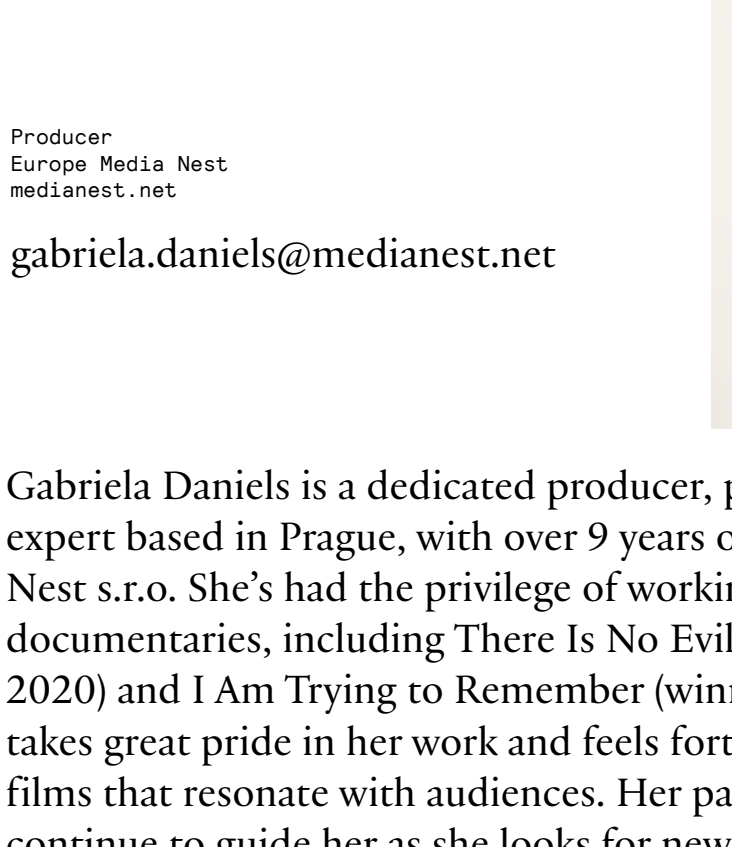 Producer
Europe Media Nest
medianest.net
gabriela.daniels@medianest.net
Gabriela Daniels is a dedicated producer,
expert based in Prague, with over 9 years
Nest s.r.o. She’s had the privilege of
documentaries, including There Is No Evil
2020) and I Am Trying to Remember
takes great pride in her work and feels
films that resonate with audiences. Her
continue to guide her as she looks for new